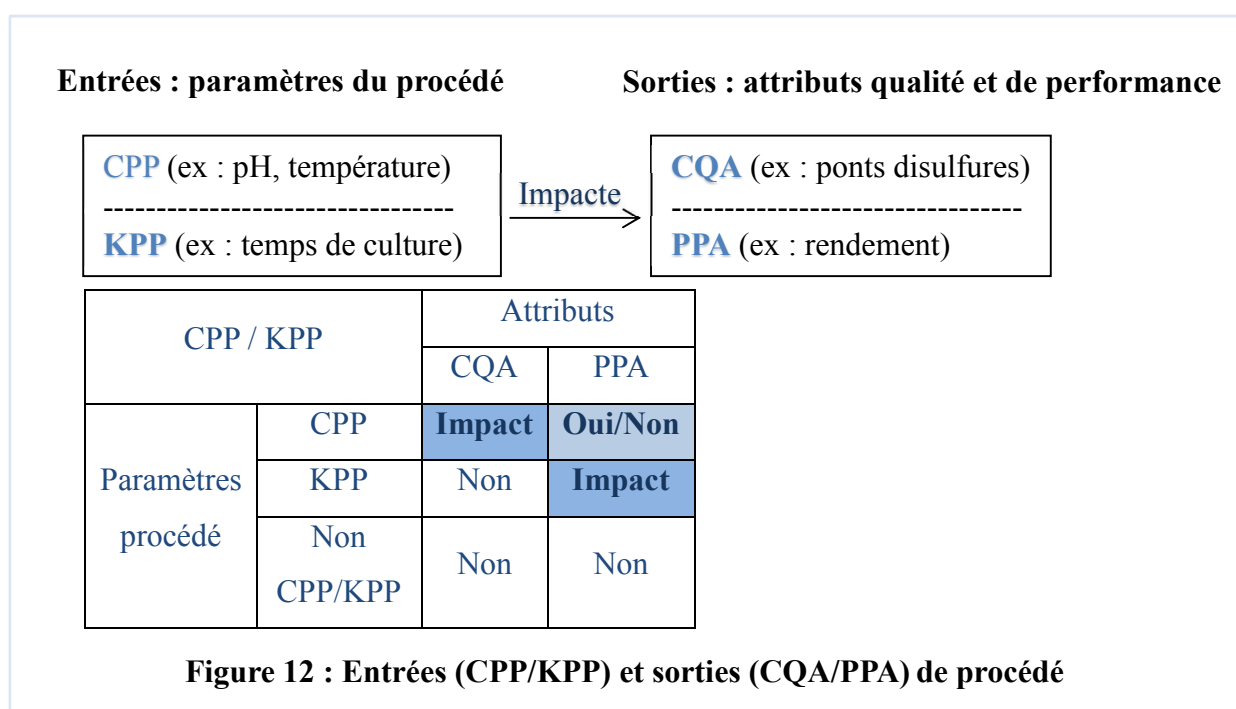 Entrées : paramètres du procédé
Sorties : attributs qualité et de performance
CPP (ex : pH, température)
----------------------------------
KPP (ex : temps de culture)
Impacte
CQA (ex : ponts disulfures)
----------------------------------
PPA (ex : rendement)
CPP / KPP
Attributs
CQA PPA
Paramètres procédé
CPP Impact Oui/Non
KPP Non Impact
Non CPP/KPP Non Non
Figure 12 : Entrées (CPP/KPP) et sorties (CQA/PPA) de procédé